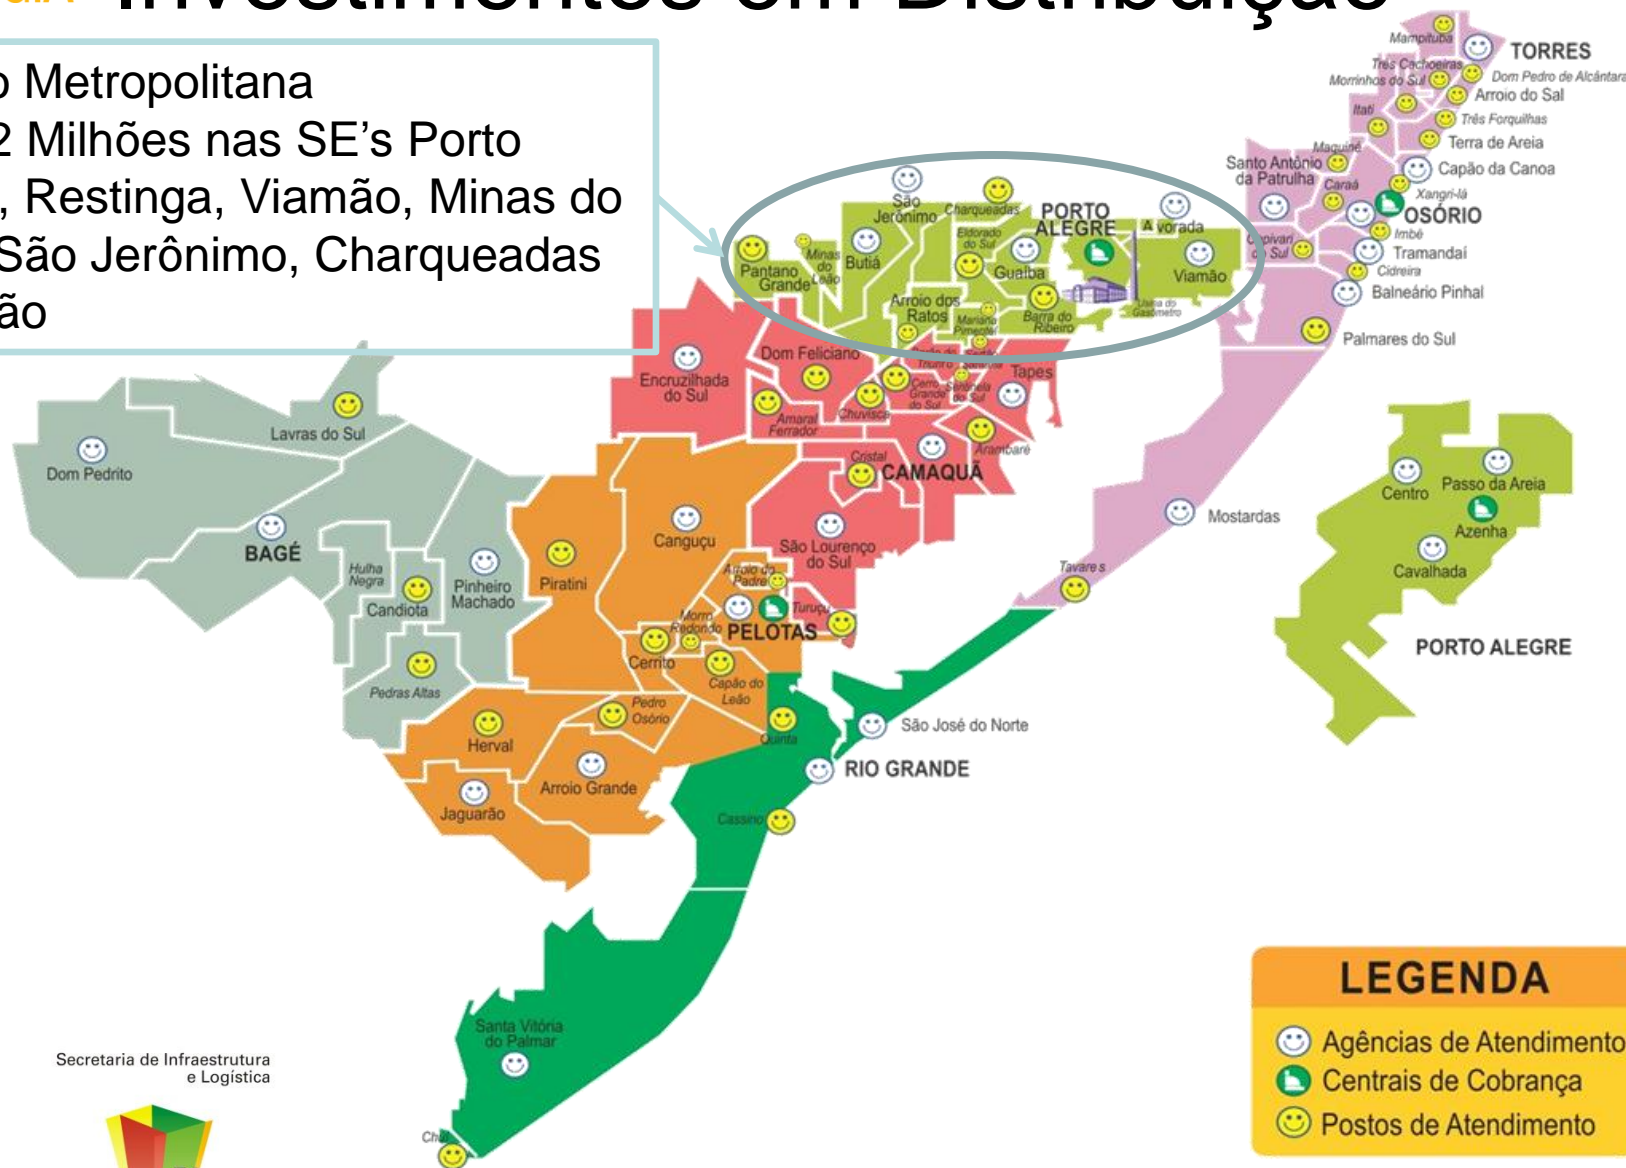 Investimentos em Distribuição
o Metropolitana
2 Milhões nas SE’s Porto
, Restinga, Viamão, Minas do
São Jerônimo, Charqueadas
ão
Mampituba
TORRES
Três Cachoeiras
Morrinhos do Sul
Dom Pedro de Alcântara
Arroio do Sal
Itati
Três Forquilhas
Terra de Areia
Maquiné
Santo Antônio
da Patrulha
Caraá
Capão da Canoa
Xangri-lá
OSÓRIO
Imbé
Capivari
do Sul
Tramandaí
Cidreira
Balneário Pinhal
Palmares do Sul
São
Jerônimo
Charqueadas
PORTO
ALEGRE
Alvorada
Eldorado
do Sul
Guaíba
Viamão
Pantano
Grande
Minas
do
Leão
Butiá
Arroio dos
Ratos
Mariana
Pimentel
Barra do
Ribeiro
Usina do
Gasômetro
Encruzilhada
do Sul
Dom Feliciano
Tapes
Cerro
Grande
do Sul
Sentinela
do Sul
Amaral
Ferrador
Chuvisca
Arambaré
Cristal
CAMAQUÃ
São Lourenço
do Sul
Lavras do Sul
Dom Pedrito
BAGÉ
Hulha
Negra
Candiota
Pinheiro
Machado
Pedras Altas
Piratini
Canguçu
Arroio do
Padre
Turuçu
Morro
Redondo
PELOTAS
Cerrito
Capão do
Leão
Pedro
Osório
Herval
Arroio Grande
Jaguarão
Mostardas
Tavares
Quinta
São José do Norte
RIO GRANDE
Cassino
Santa Vitória
do Palmar
Chuí
Centro
Passo da Areia
Azenha
Cavalhada
PORTO ALEGRE
Secretaria de Infraestrutura
e Logística
LEGENDA
Agências de Atendimento
Centrais de Cobrança
Postos de Atendimento